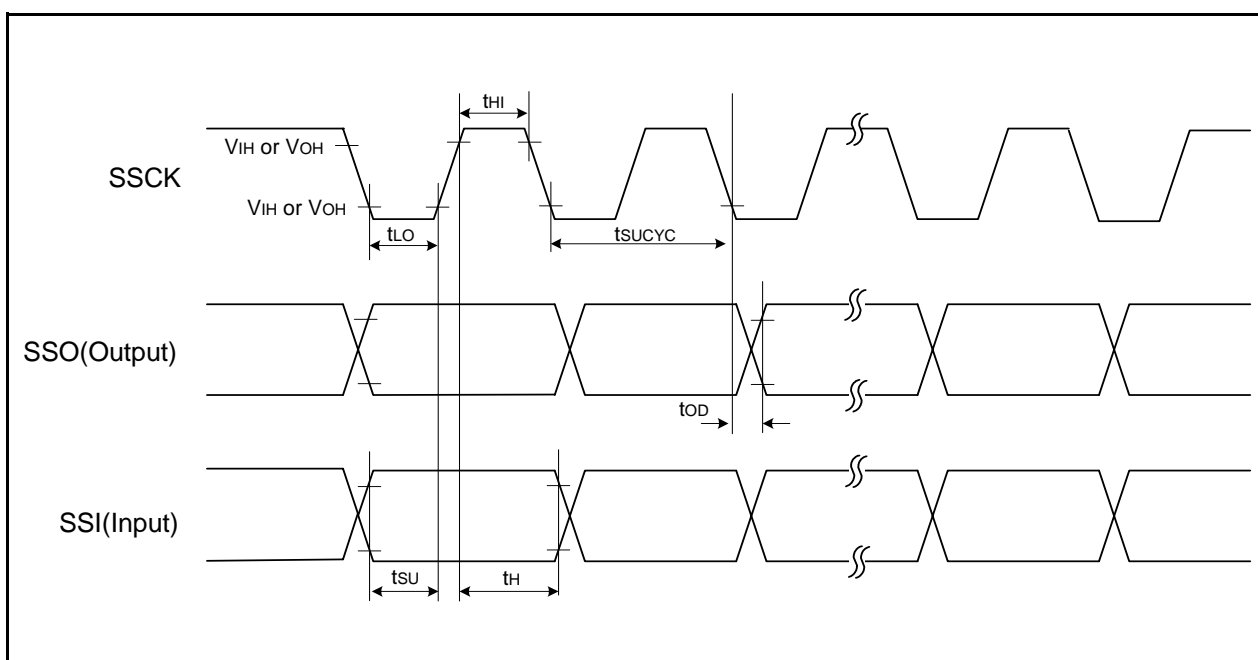 tHI
VIH or VOH
SSCK
VIH or VOH
tLO
tSUCYC
SSO(Output)
tOD
SSI(Input)
tSU
tH